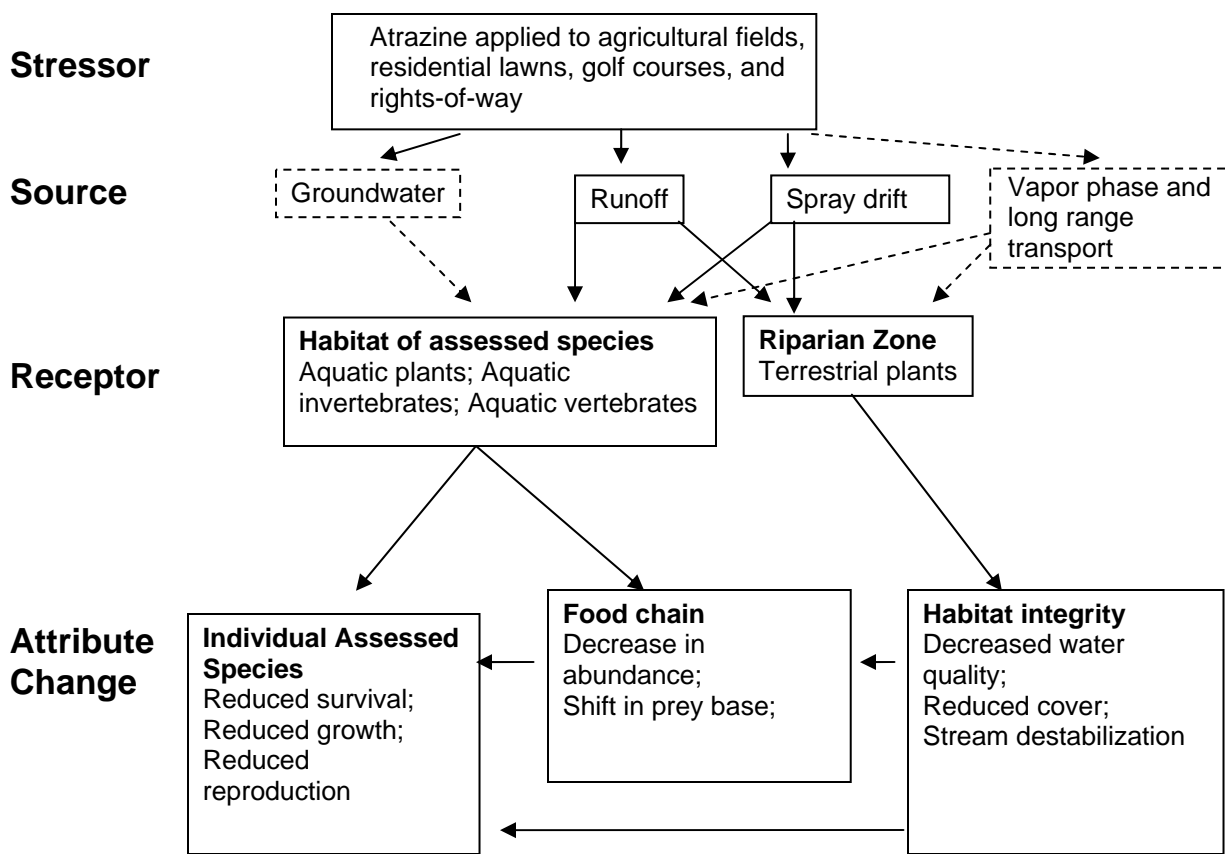 Stressor
Atrazine applied to agricultural fields,
residential lawns, golf courses, and
rights-of-way
Source
Groundwater
Runoff
Spray drift
Vapor phase and
long range
transport
Receptor
Habitat of assessed species
Aquatic plants; Aquatic
invertebrates; Aquatic vertebrates
Riparian Zone
Terrestrial plants
Attribute
Change
Individual Assessed
Species
Reduced survival;
Reduced growth;
Reduced
reproduction
Food chain
Decrease in
abundance;
Shift in prey base;
Habitat integrity
Decreased water
quality;
Reduced cover;
Stream destabilization